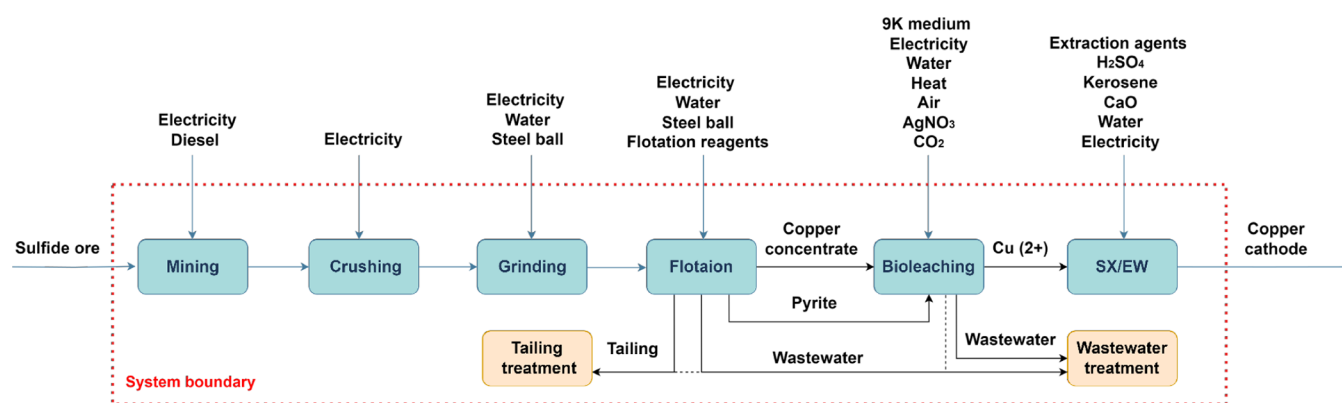 9K medium
Electricity
Water
Heat
Air
AgNO₃
CO₂
Extraction agents
H₂SO₄
Kerosene
CaO
Water
Electricity
Electricity
Water
Steel ball
Flotation reagents
Electricity
Water
Steel ball
Electricity
Diesel
Electricity
Sulfide ore
Mining
Crushing
Grinding
Flotaion
Copper
concentrate
Bioleaching
Cu (2+)
SX/EW
Copper
cathode
Pyrite
Tailing
treatment
Tailing
Wastewater
Wastewater
Wastewater
treatment
System boundary